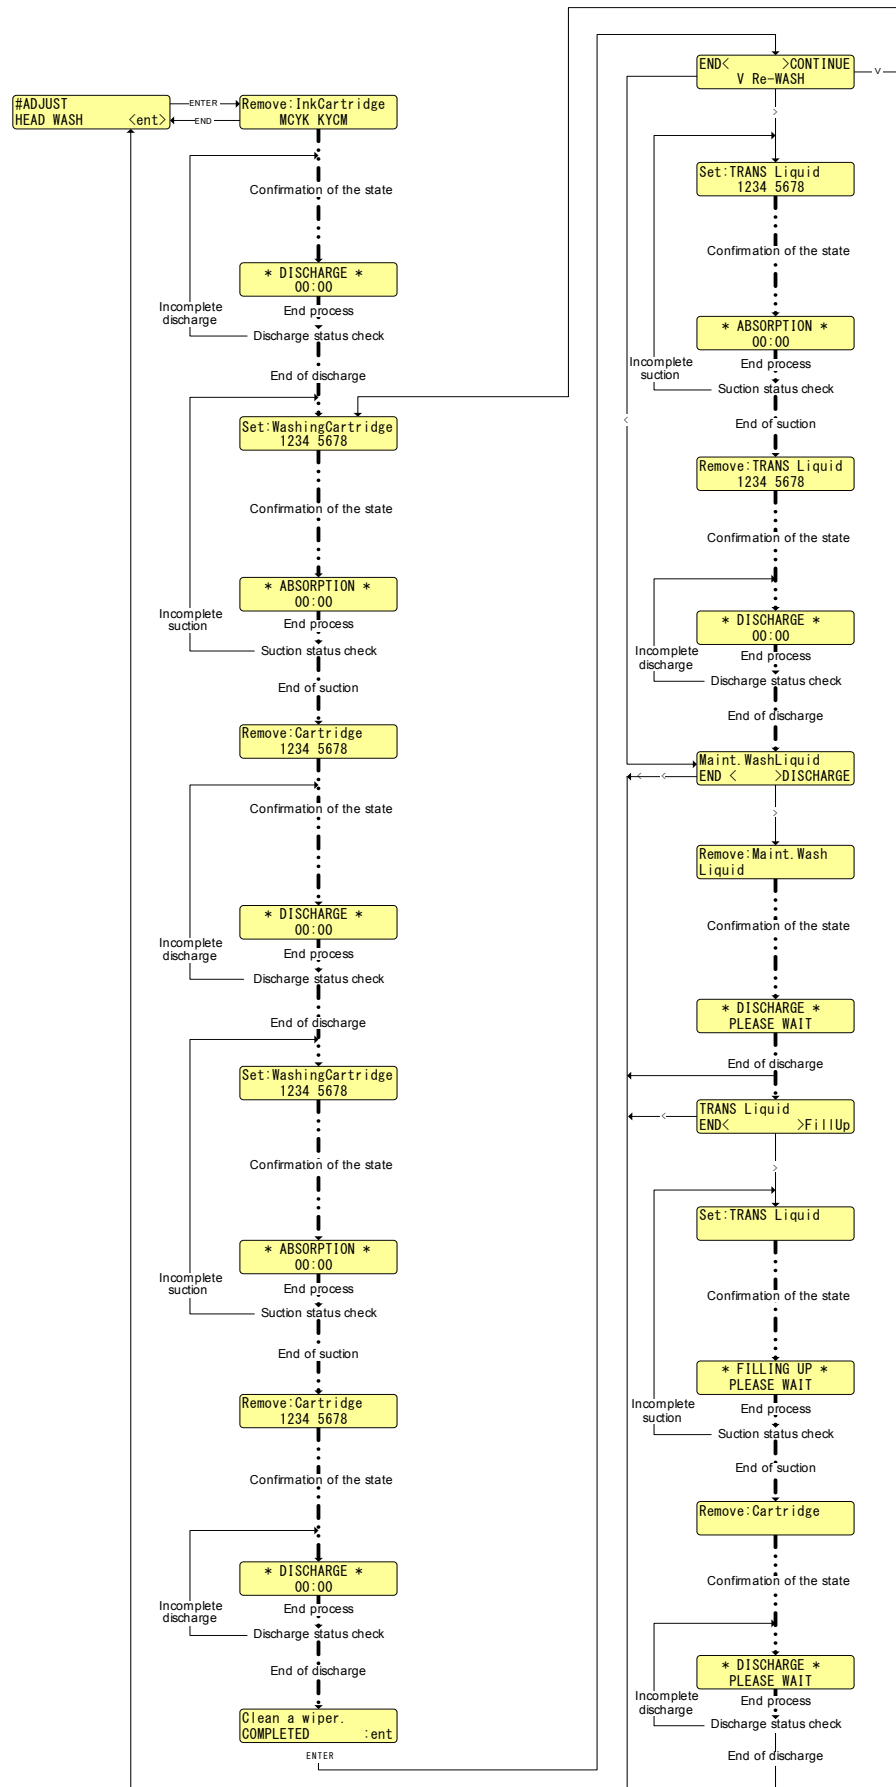 #ADJUST
HEAD WASH <ent>
ENTER
END
Remove:InkCartridge
MCYK KYCM
Confirmation of the state
* DISCHARGE *
00:00
Incomplete
discharge
End process
Discharge status check
End of discharge
Set:WashingCartridge
1234 5678
Confirmation of the state
* ABSORPTION *
00:00
Incomplete
suction
End process
Suction status check
End of suction
Remove:Cartridge
1234 5678
Confirmation of the state
* DISCHARGE *
00:00
Incomplete
discharge
End process
Discharge status check
End of discharge
Set:WashingCartridge
1234 5678
Confirmation of the state
* ABSORPTION *
00:00
Incomplete
suction
End process
Suction status check
End of suction
Remove:Cartridge
1234 5678
Confirmation of the state
* DISCHARGE *
00:00
Incomplete
discharge
End process
Discharge status check
End of discharge
Clean a wiper.
COMPLETED :ent
ENTER
END< >CONTINUE
V Re-WASH
V
>
Set:TRANS Liquid
1234 5678
Confirmation of the state
* ABSORPTION *
00:00
Incomplete
suction
End process
Suction status check
<
End of suction
Remove:TRANS Liquid
1234 5678
Confirmation of the state
* DISCHARGE *
00:00
Incomplete
discharge
End process
Discharge status check
End of discharge
Maint.WashLiquid
END < >DISCHARGE
< <
>
Remove:Maint.Wash
Liquid
Confirmation of the state
* DISCHARGE *
PLEASE WAIT
End of discharge
TRANS Liquid
END< >FillUp
<
>
Set:TRANS Liquid
Confirmation of the state
* FILLING UP *
PLEASE WAIT
Incomplete
suction
End process
Suction status check
End of suction
Remove:Cartridge
Confirmation of the state
* DISCHARGE *
PLEASE WAIT
Incomplete
discharge
End process
Discharge status check
End of discharge